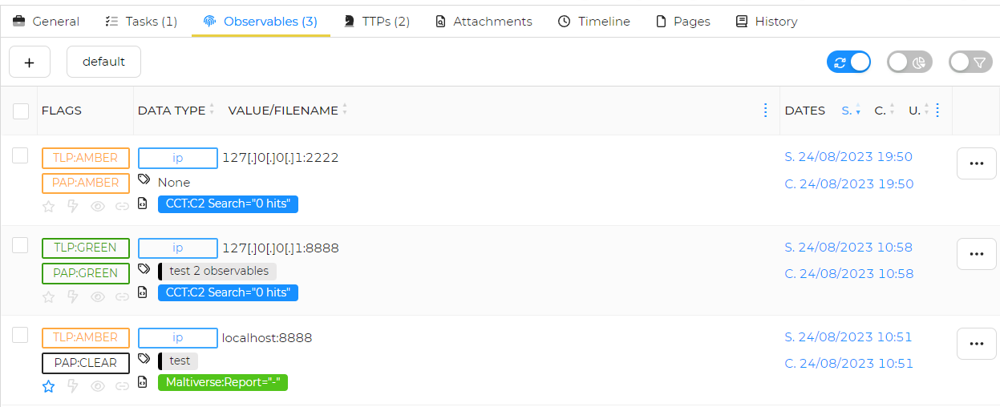 General Tasks (1) Observables (3) TTPs (2) Attachments Timeline Pages History
+ default
FLAGS DATA TYPE VALUE/FILENAME DATES S. C. U.
TLP:AMBER ip 127[.]0[.]0[.]1:2222 S. 24/08/2023 19:50
PAP:AMBER None C. 24/08/2023 19:50
CCT:C2 Search="0 hits"
TLP:GREEN ip 127[.]0[.]0[.]1:8888 S. 24/08/2023 10:58
PAP:GREEN test 2 observables C. 24/08/2023 10:58
CCT:C2 Search="0 hits"
TLP:AMBER ip localhost:8888 S. 24/08/2023 10:51
PAP:CLEAR test C. 24/08/2023 10:51
Maltiverse:Report="-"